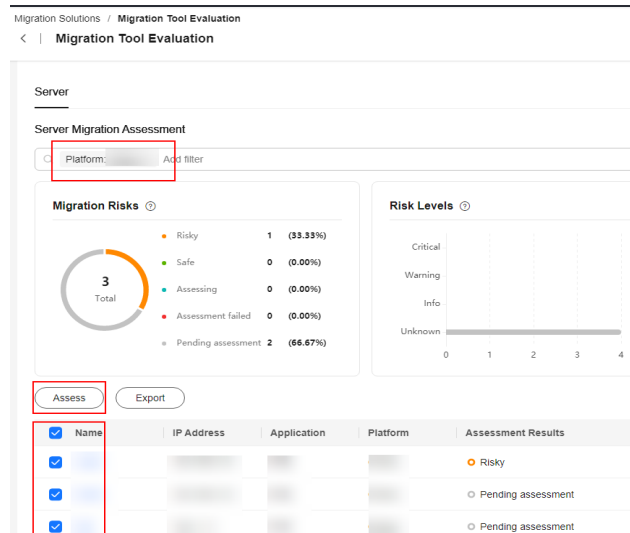 Migration Solutions / Migration Tool Evaluation
< | Migration Tool Evaluation
Server
Server Migration Assessment
Platform: Add filter
Migration Risks ?
Risky 1 (33.33%)
Safe 0 (0.00%)
Assessing 0 (0.00%)
Assessment failed 0 (0.00%)
Pending assessment 2 (66.67%)
3
Total
Risk Levels ?
Critical
Warning
Info
Unknown
0 1 2 3 4
Assess Export
Name IP Address Application Platform Assessment Results
Risky
Pending assessment
Pending assessment